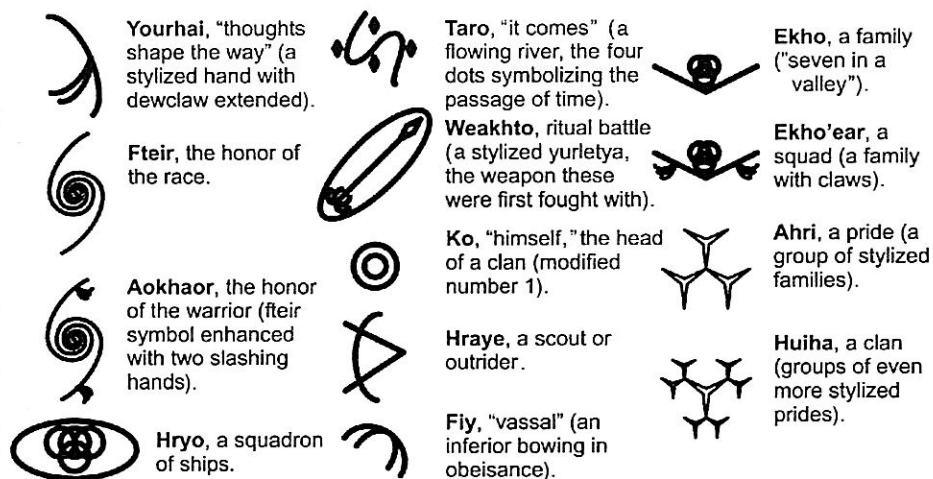 Yourhai, “thoughts
shape the way” (a
stylized hand with
dewclaw extended).
Fteir, the honor of
the race.
Aokhaor, the honor
of the warrior (fteir
symbol enhanced
with two slashing
hands).
Hryo, a squadron
of ships.
Taro, “it comes” (a
flowing river, the four
dots symbolizing the
passage of time).
Weakhto, ritual battle
(a stylized yurletya,
the weapon these
were first fought with).
Ko, “himself,” the head
of a clan (modified
number 1).
Hraye, a scout or
outrider.
Fiy, “vassal” (an
inferior bowing in
obeisance).
Ekho, a family
("seven in a
valley”).
Ekho’ear, a
squad (a family
with claws).
Ahri, a pride (a
group of stylized
families).
Huiha, a clan
(groups of even
more stylized
prides).